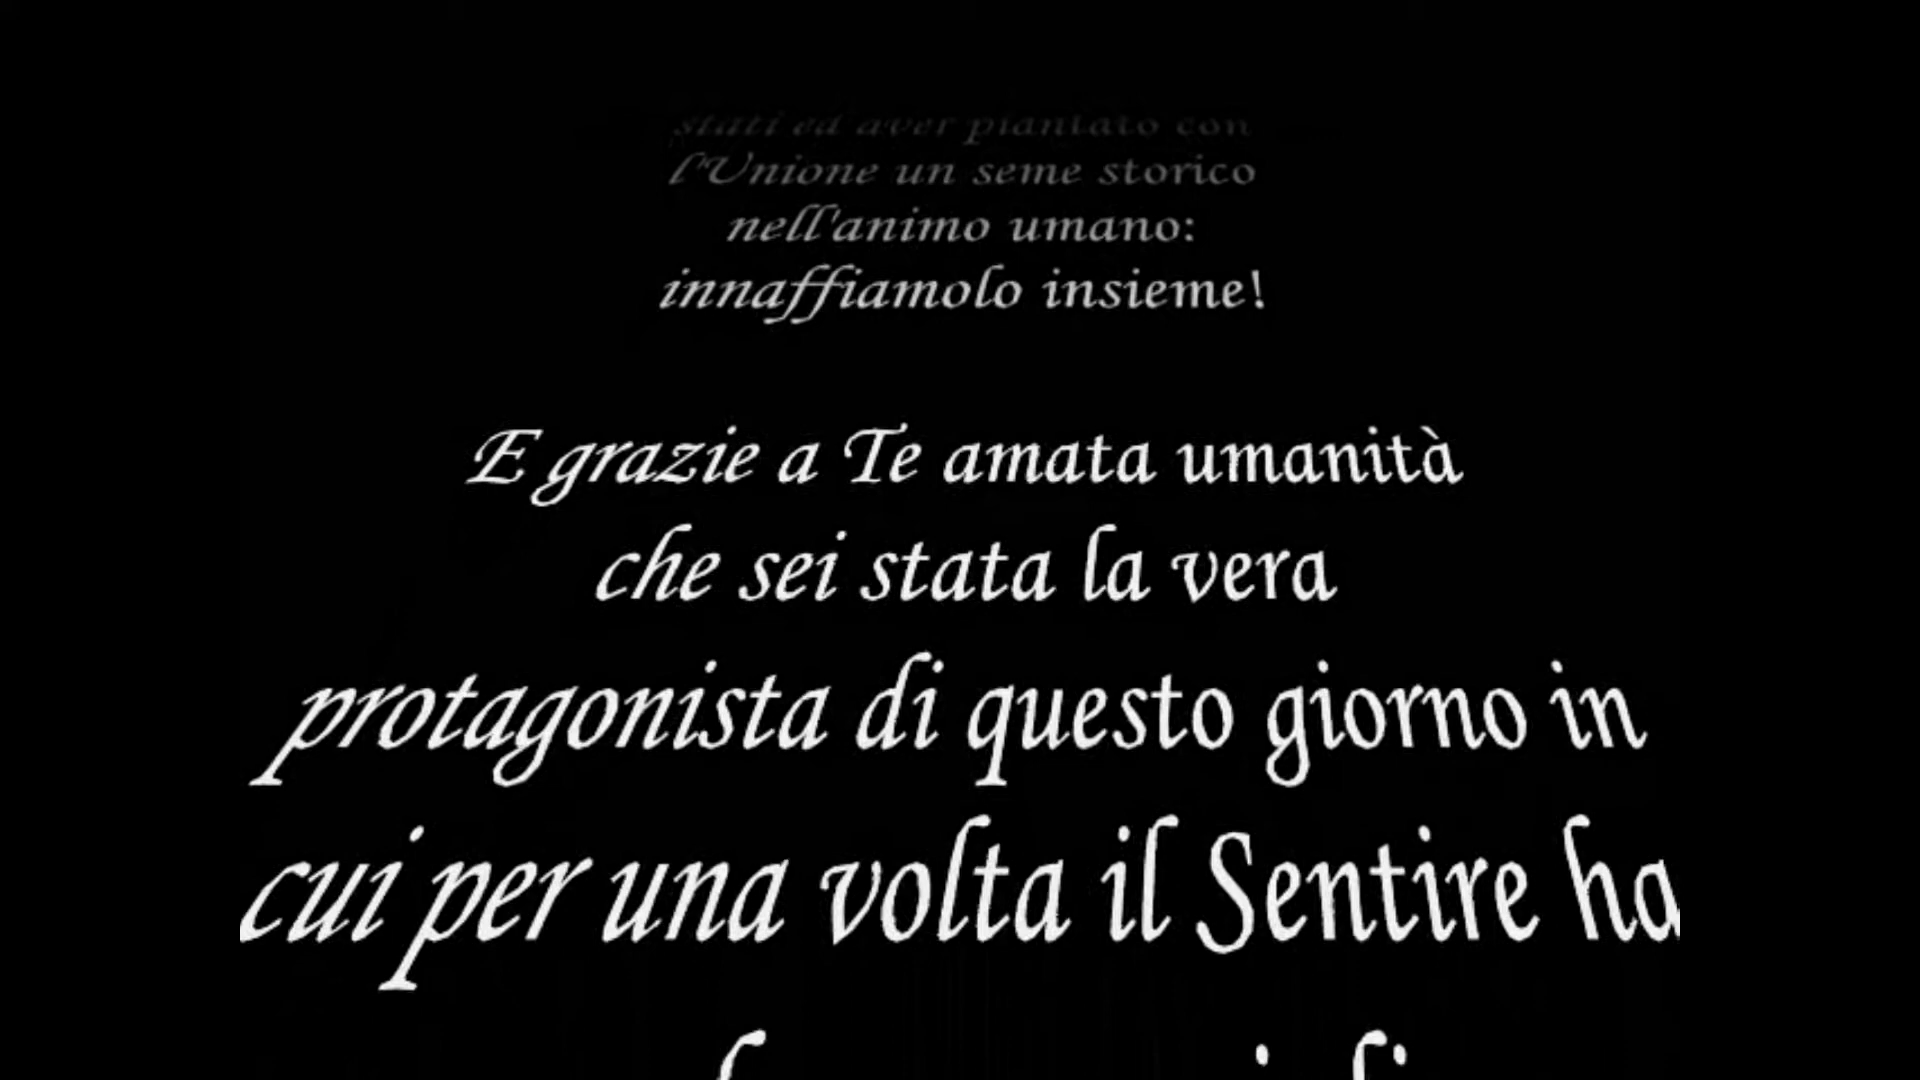 stati ed aver piantato con
l'Unione un seme storico
nell'animo umano:
innaffiamolo insieme!
E grazie a Te amata umanità
che sei stata la vera
protagonista di questo giorno in
cui per una volta il Sentire ha